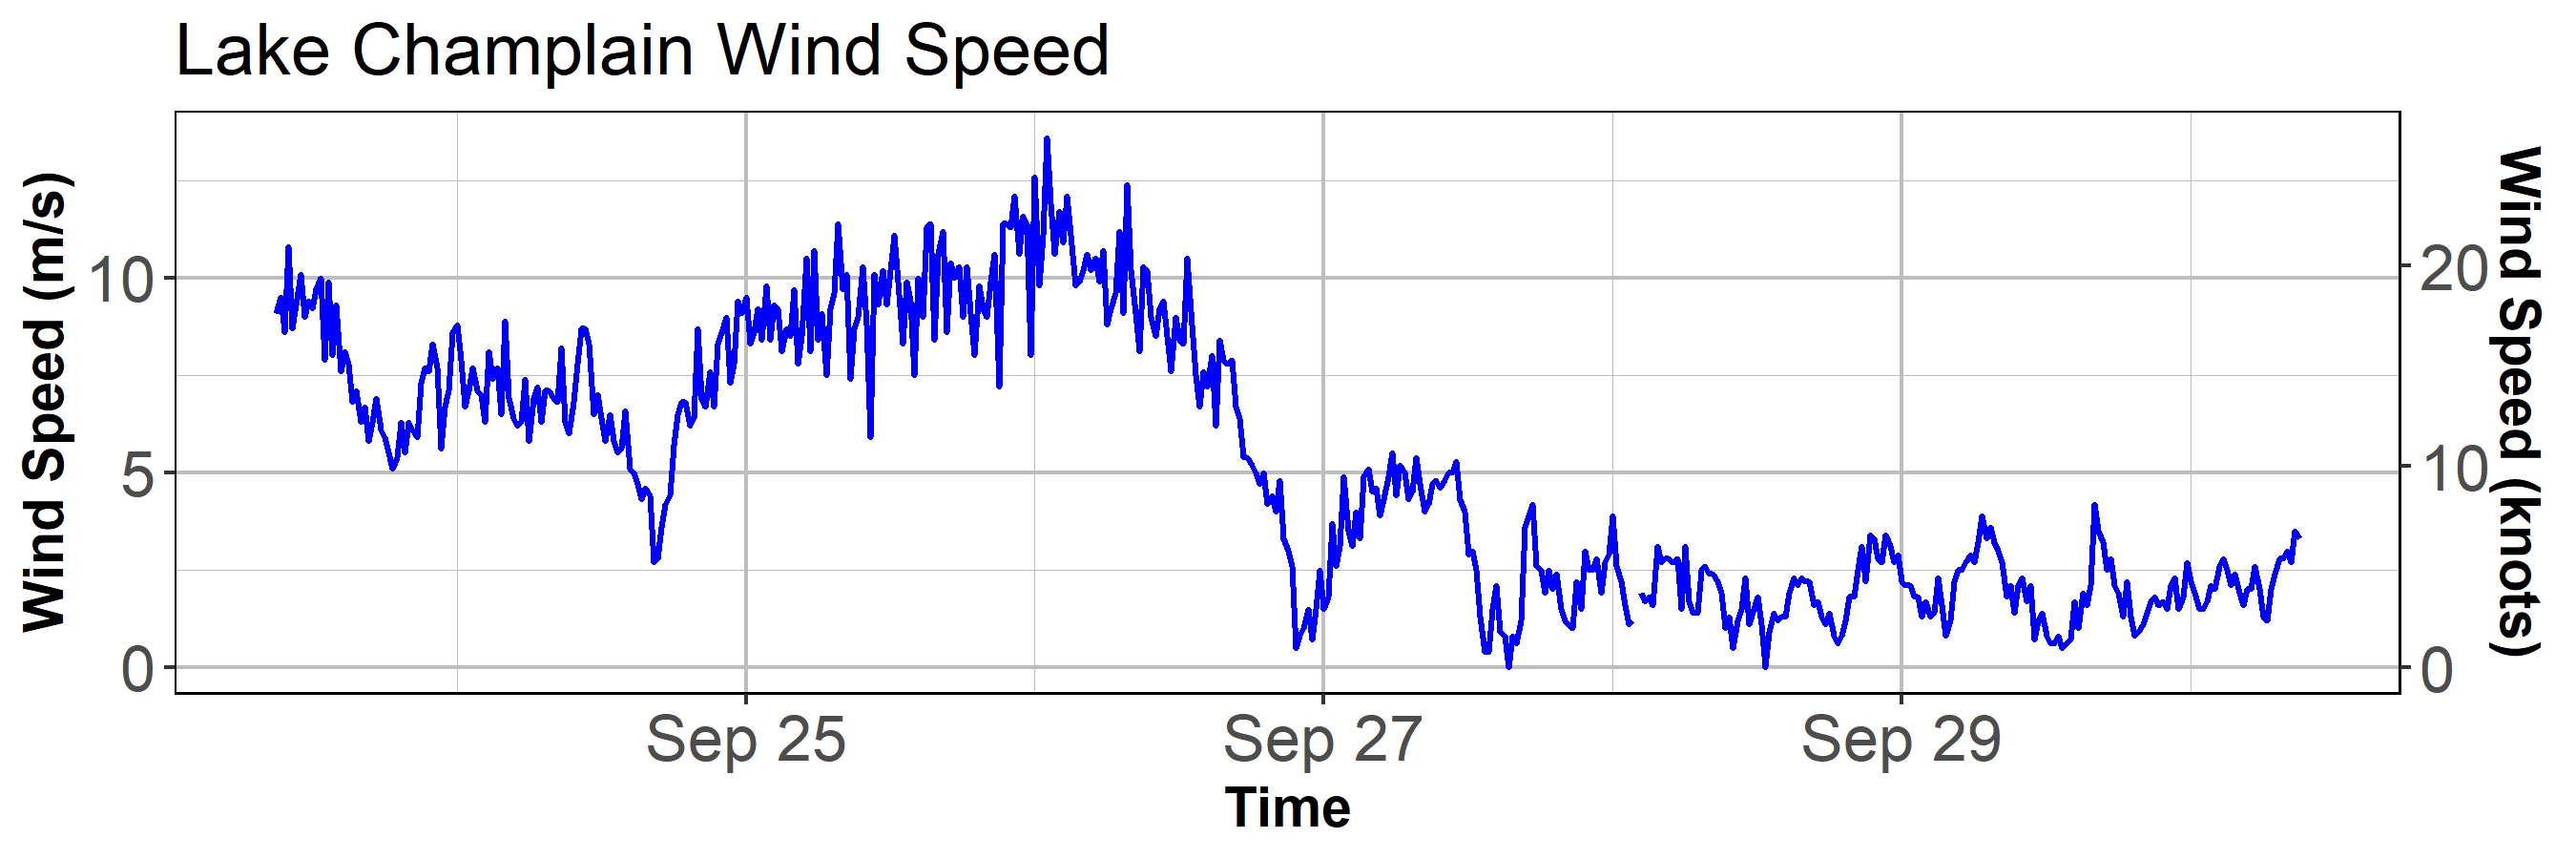 Lake Champlain Wind Speed
Wind Speed (m/s)
10
5
0
20
10
0
Wind Speed (knots)
Sep 25
Sep 27
Sep 29
Time